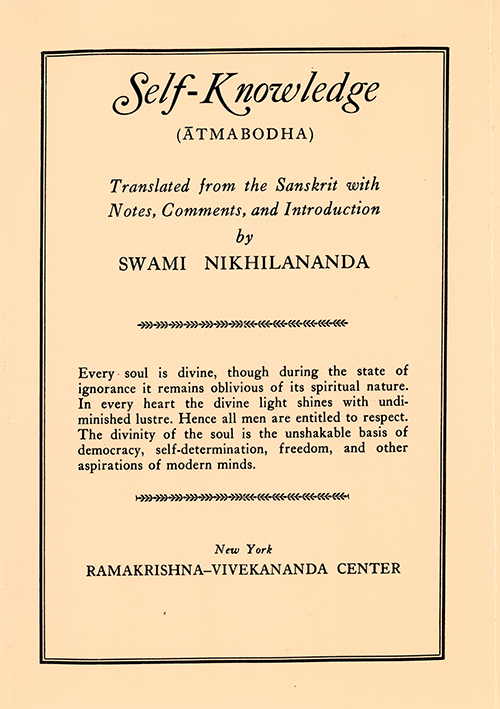 Self-Knowledge
(ĀTMABODHA)
Translated from the Sanskrit with
Notes, Comments, and Introduction
by
SWAMI NIKHILANANDA
Every soul is divine, though during the state of
ignorance it remains oblivious of its spiritual nature.
In every heart the divine light shines with undi-
minished lustre. Hence all men are entitled to respect.
The divinity of the soul is the unshakable basis of
democracy, self-determination, freedom, and other
aspirations of modern minds.
New York
RAMAKRISHNA–VIVEKANANDA CENTER